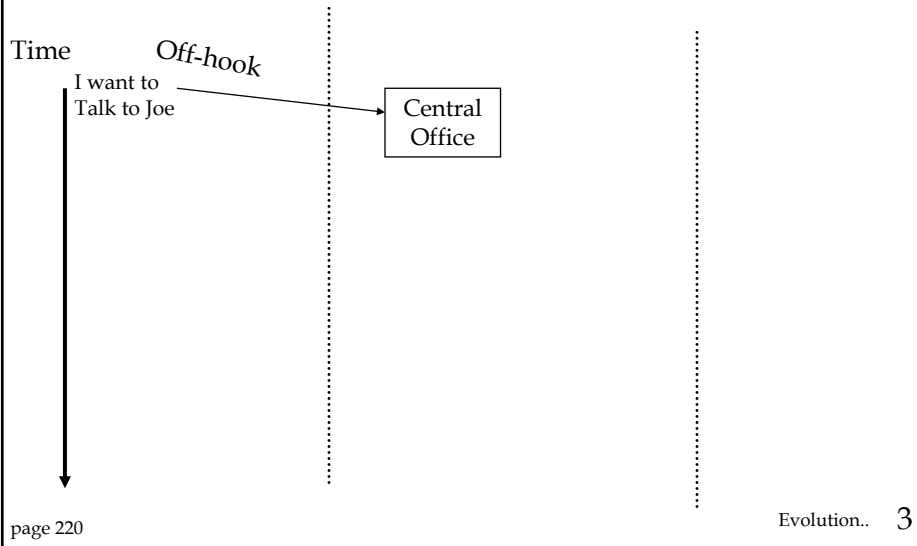 Time
Off-hook
I want to
Talk to Joe
Central
Office
page 220
Evolution.. 3